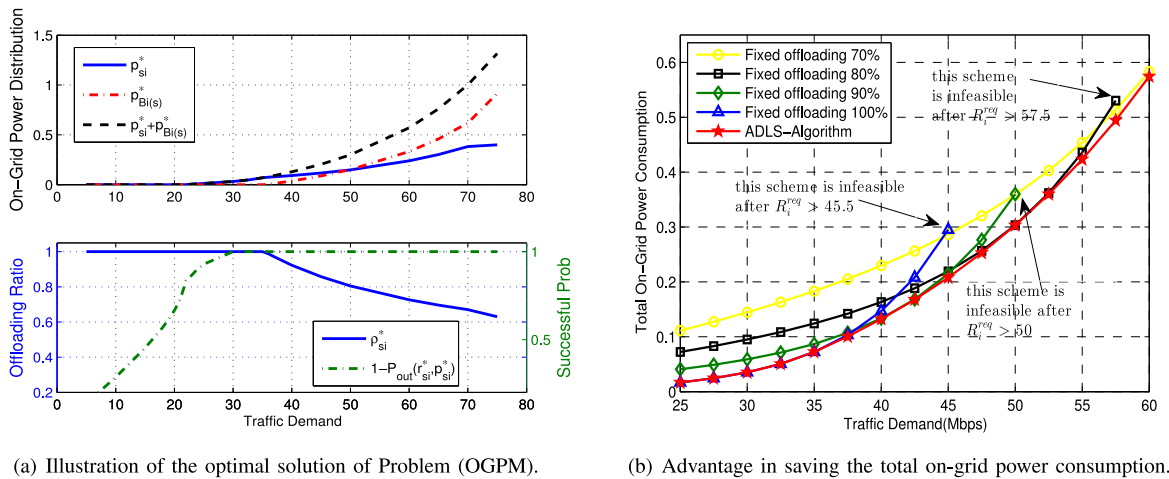 On-Grid Power Distribution
1.5
1
0.5
0
p*si
p*Bi(s)
p*si+p*Bi(s)
0 10 20 30 40 50 60 70 80
Offloading Ratio
1
0.8
0.6
0.4
0.2
1
0.5
Successful Prob
ρ*si
1−Pout(r*si,p*si)
0 10 20 30 40 50 60 70 80
Traffic Demand
(a) Illustration of the optimal solution of Problem (OGPM).
Total On-Grid Power Consumption
0.6
0.5
0.4
0.3
0.2
0.1
0
Fixed offloading 70%
Fixed offloading 80%
Fixed offloading 90%
Fixed offloading 100%
ADLS-Algorithm
this scheme
is infeasible
after R_i^req > 57.5
this scheme is infeasible
after R_i^req > 45.5
this scheme is
infeasible after
R_i^req > 50
25 30 35 40 45 50 55 60
Traffic Demand(Mbps)
(b) Advantage in saving the total on-grid power consumption.